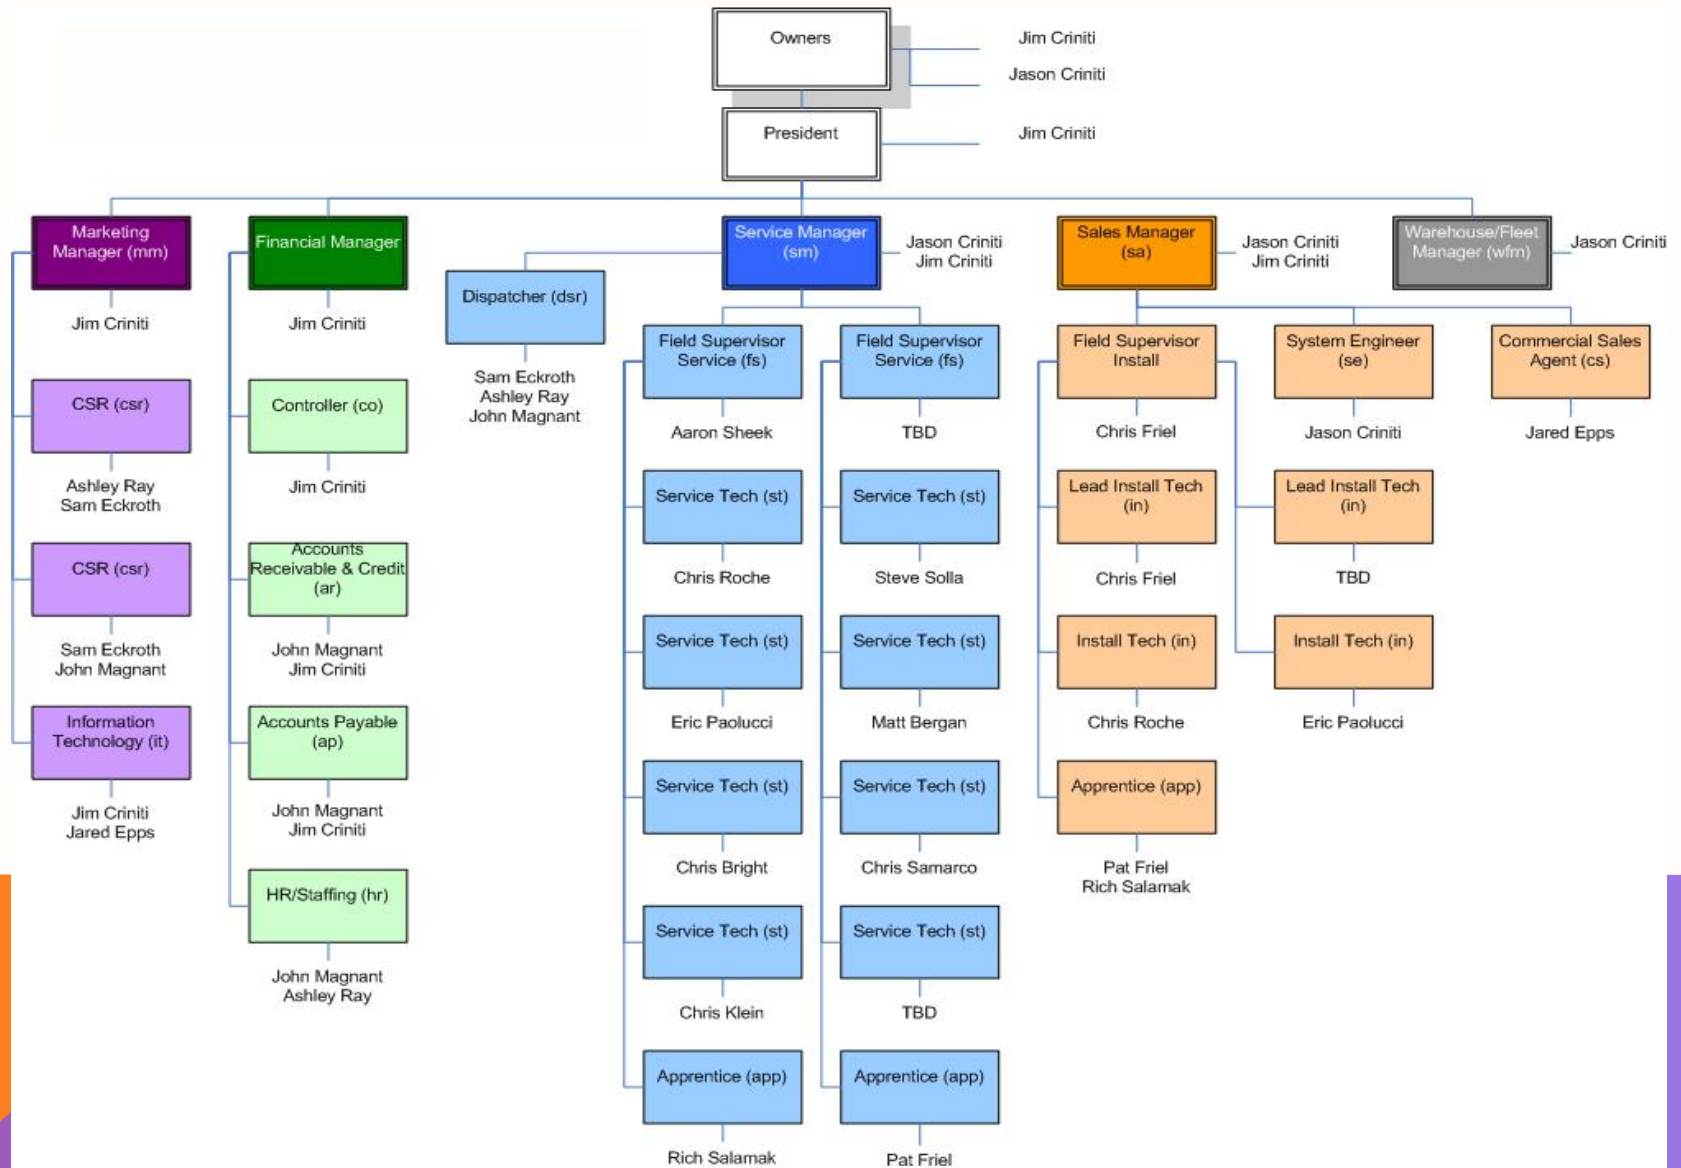 Owners
Jim Criniti
Jason Criniti
President
Jim Criniti
Marketing
Manager (mm)
Jim Criniti
CSR (csr)
Ashley Ray
Sam Eckroth
CSR (csr)
Sam Eckroth
John Magnant
Information
Technology (it)
Jim Criniti
Jared Epps
Financial Manager
Jim Criniti
Controller (co)
Jim Criniti
Accounts
Receivable & Credit
(ar)
John Magnant
Jim Criniti
Accounts Payable
(ap)
John Magnant
Jim Criniti
HR/Staffing (hr)
John Magnant
Ashley Ray
Service Manager
(sm)
Jason Criniti
Jim Criniti
Dispatcher (dsr)
Sam Eckroth
Ashley Ray
John Magnant
Field Supervisor
Service (fs)
Aaron Sheek
Service Tech (st)
Chris Roche
Service Tech (st)
Eric Paolucci
Service Tech (st)
Chris Bright
Service Tech (st)
Chris Klein
Apprentice (app)
Rich Salamak
Field Supervisor
Service (fs)
TBD
Service Tech (st)
Steve Solla
Service Tech (st)
Matt Bergan
Service Tech (st)
Chris Samarco
Service Tech (st)
TBD
Apprentice (app)
Pat Friel
Sales Manager
(sa)
Jason Criniti
Jim Criniti
Field Supervisor
Install
Chris Friel
Lead Install Tech
(in)
Chris Friel
Install Tech (in)
Chris Roche
Apprentice (app)
Pat Friel
Rich Salamak
System Engineer
(se)
Jason Criniti
Lead Install Tech
(in)
TBD
Install Tech (in)
Eric Paolucci
Commercial Sales
Agent (cs)
Jared Epps
Warehouse/Fleet
Manager (wfm)
Jason Criniti